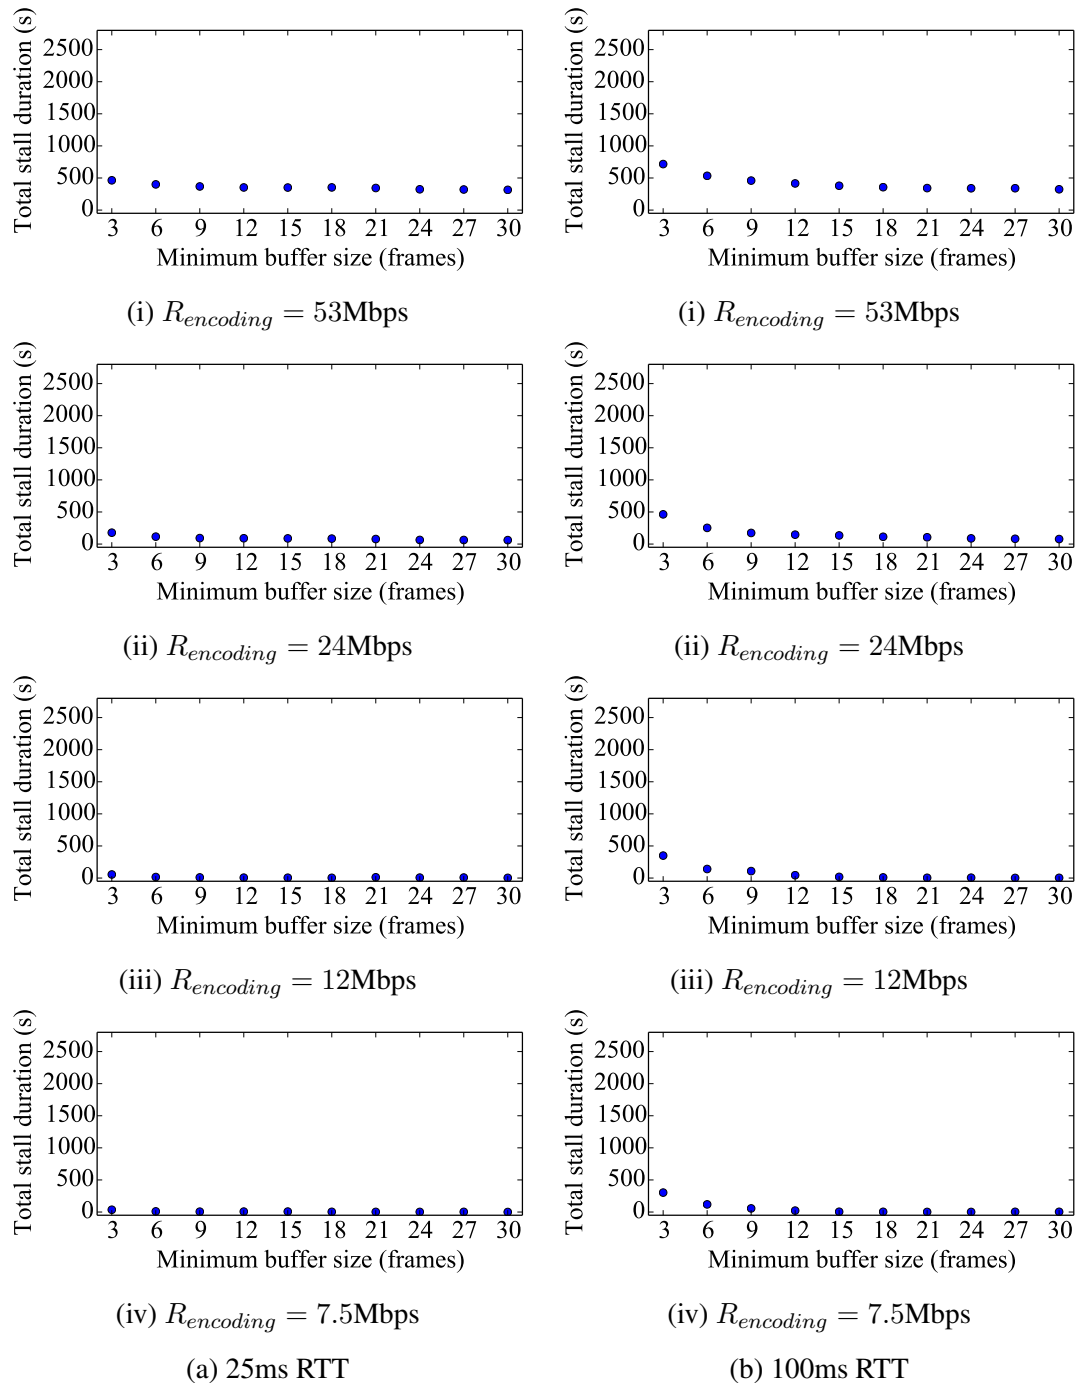 Total stall duration (s)
2500
2000
1500
1000
500
0
3 6 9 12 15 18 21 24 27 30
Minimum buffer size (frames)
(i) R_encoding = 53Mbps
Total stall duration (s)
2500
2000
1500
1000
500
0
3 6 9 12 15 18 21 24 27 30
Minimum buffer size (frames)
(i) R_encoding = 53Mbps
Total stall duration (s)
2500
2000
1500
1000
500
0
3 6 9 12 15 18 21 24 27 30
Minimum buffer size (frames)
(ii) R_encoding = 24Mbps
Total stall duration (s)
2500
2000
1500
1000
500
0
3 6 9 12 15 18 21 24 27 30
Minimum buffer size (frames)
(ii) R_encoding = 24Mbps
Total stall duration (s)
2500
2000
1500
1000
500
0
3 6 9 12 15 18 21 24 27 30
Minimum buffer size (frames)
(iii) R_encoding = 12Mbps
Total stall duration (s)
2500
2000
1500
1000
500
0
3 6 9 12 15 18 21 24 27 30
Minimum buffer size (frames)
(iii) R_encoding = 12Mbps
Total stall duration (s)
2500
2000
1500
1000
500
0
3 6 9 12 15 18 21 24 27 30
Minimum buffer size (frames)
(iv) R_encoding = 7.5Mbps
Total stall duration (s)
2500
2000
1500
1000
500
0
3 6 9 12 15 18 21 24 27 30
Minimum buffer size (frames)
(iv) R_encoding = 7.5Mbps
(a) 25ms RTT
(b) 100ms RTT